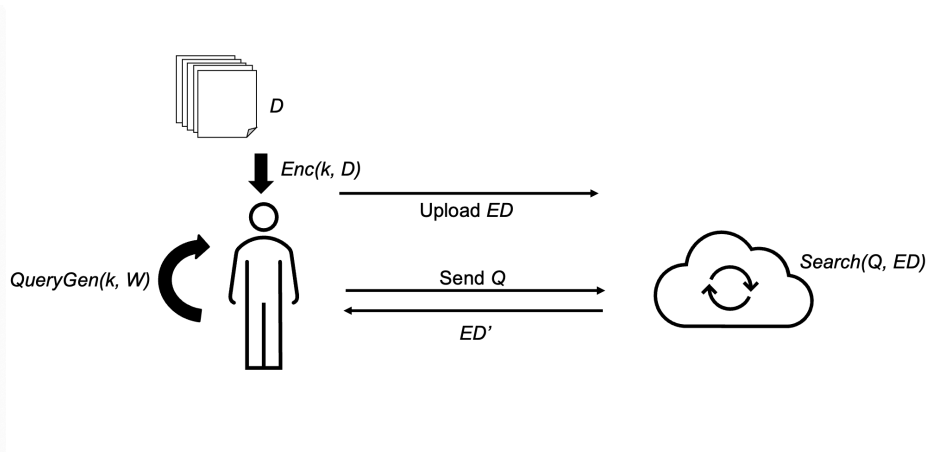 D
Enc(k, D)
Upload ED
QueryGen(k, W)
Send Q
Search(Q, ED)
ED’